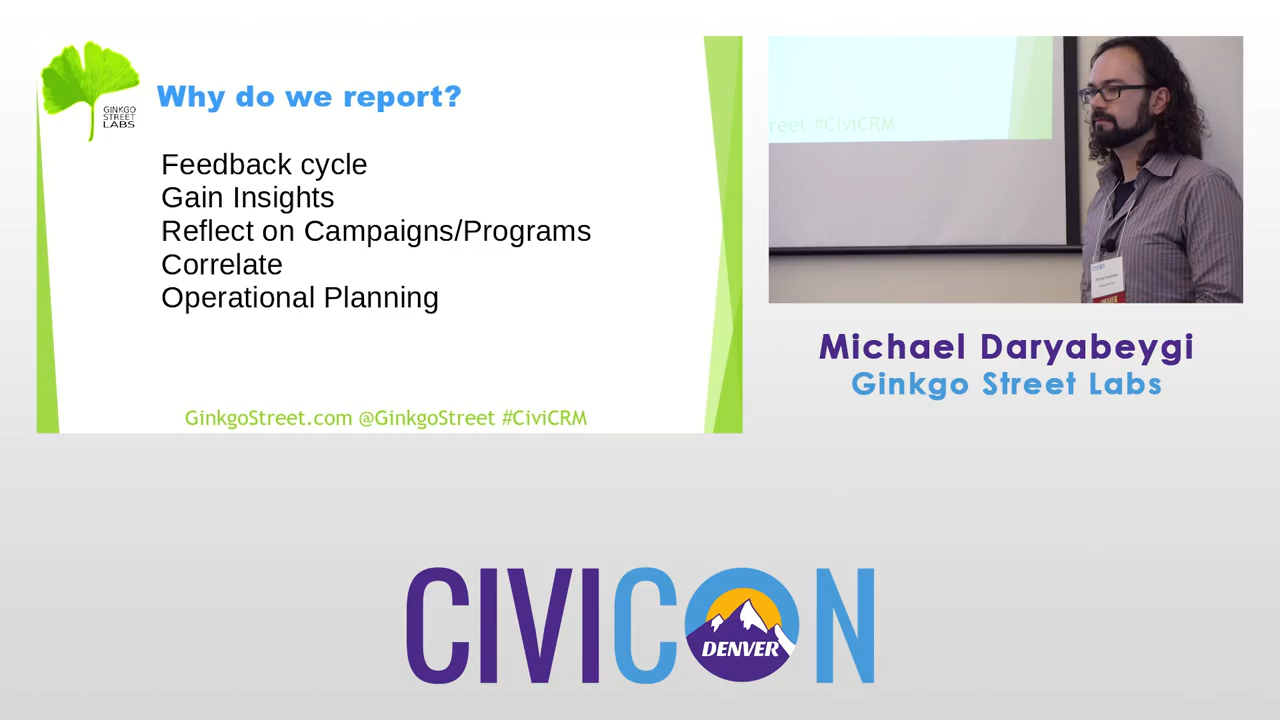 GINKGO
STREET
LABS
Why do we report?
Feedback cycle
Gain Insights
Reflect on Campaigns/Programs
Correlate
Operational Planning
GinkgoStreet.com @GinkgoStreet #CiviCRM
reet #CiviCRM
Michael Daryabeygi
Ginkgo Street Labs
CIVICON
DENVER